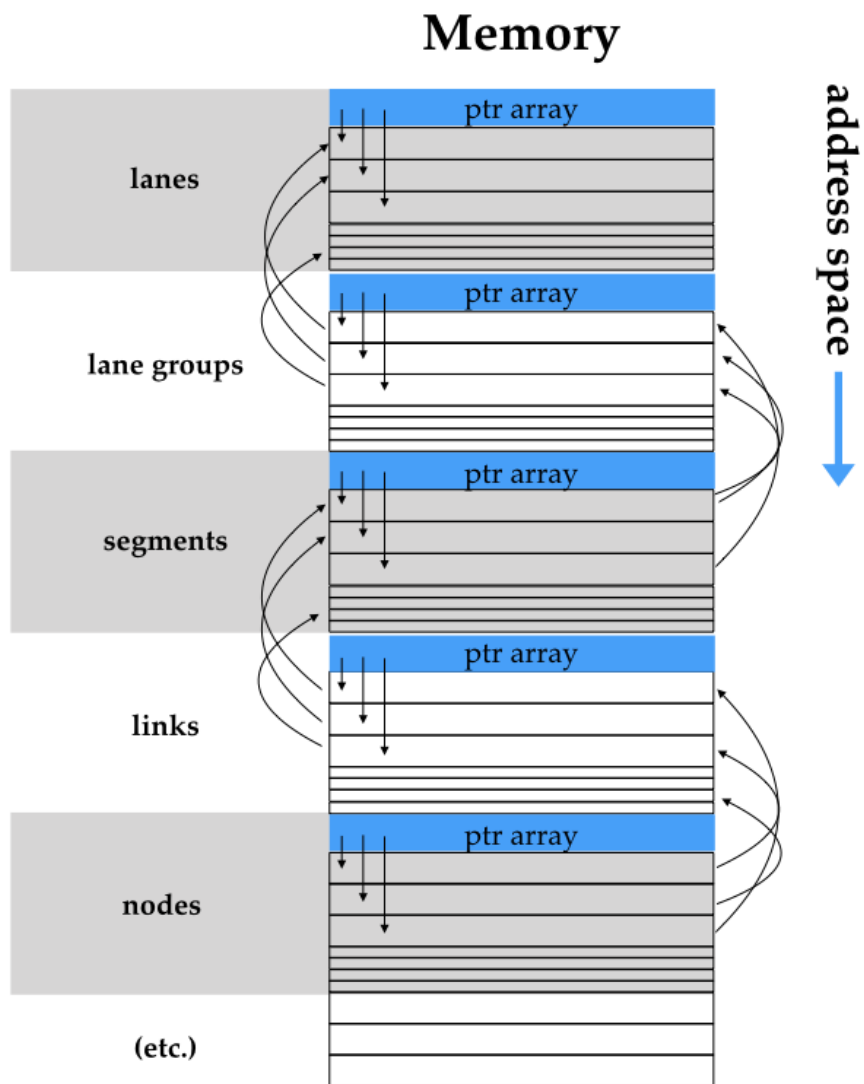 Memory
address space
ptr array
lanes
ptr array
lane groups
ptr array
segments
ptr array
links
ptr array
nodes
(etc.)